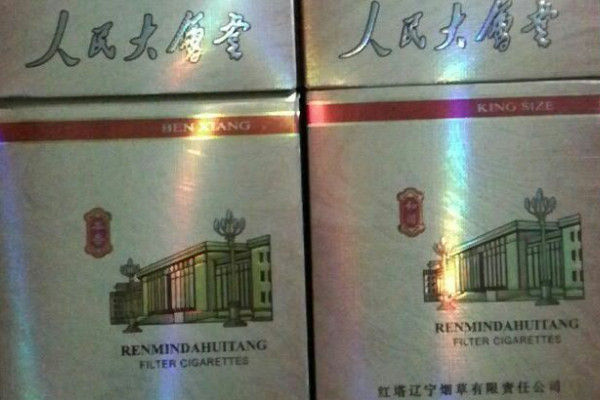 人民大會堂
BEN XIANG
RENMINDAHUITANG
FILTER CIGARETTES
人民大會堂
KING SIZE
RENMINDAHUITANG
FILTER CIGARETTES
红塔辽宁烟草有限责任公司